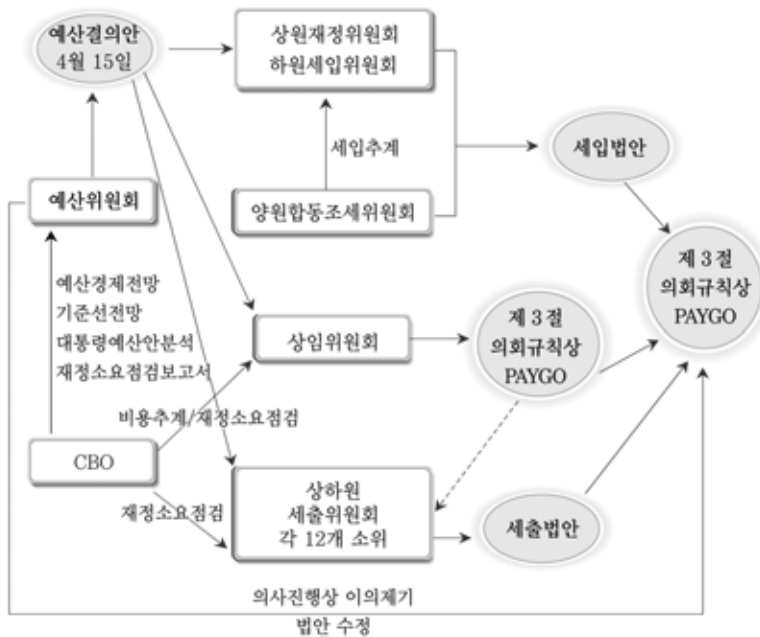 예산결의안
4월 15일
상원재정위원회
하원세입위원회
세입추계
세입법안
예산위원회
양원합동조세위원회
제 3 절
의회규칙상
PAYGO
예산경제전망
기준선전망
대통령예산안분석
재정소요점검보고서
상임위원회
제 3 절
의회규칙상
PAYGO
비용추계/재정소요점검
CBO
재정소요점검
상하원
세출위원회
각 12개 소위
세출법안
의사진행상 이의제기
법안 수정